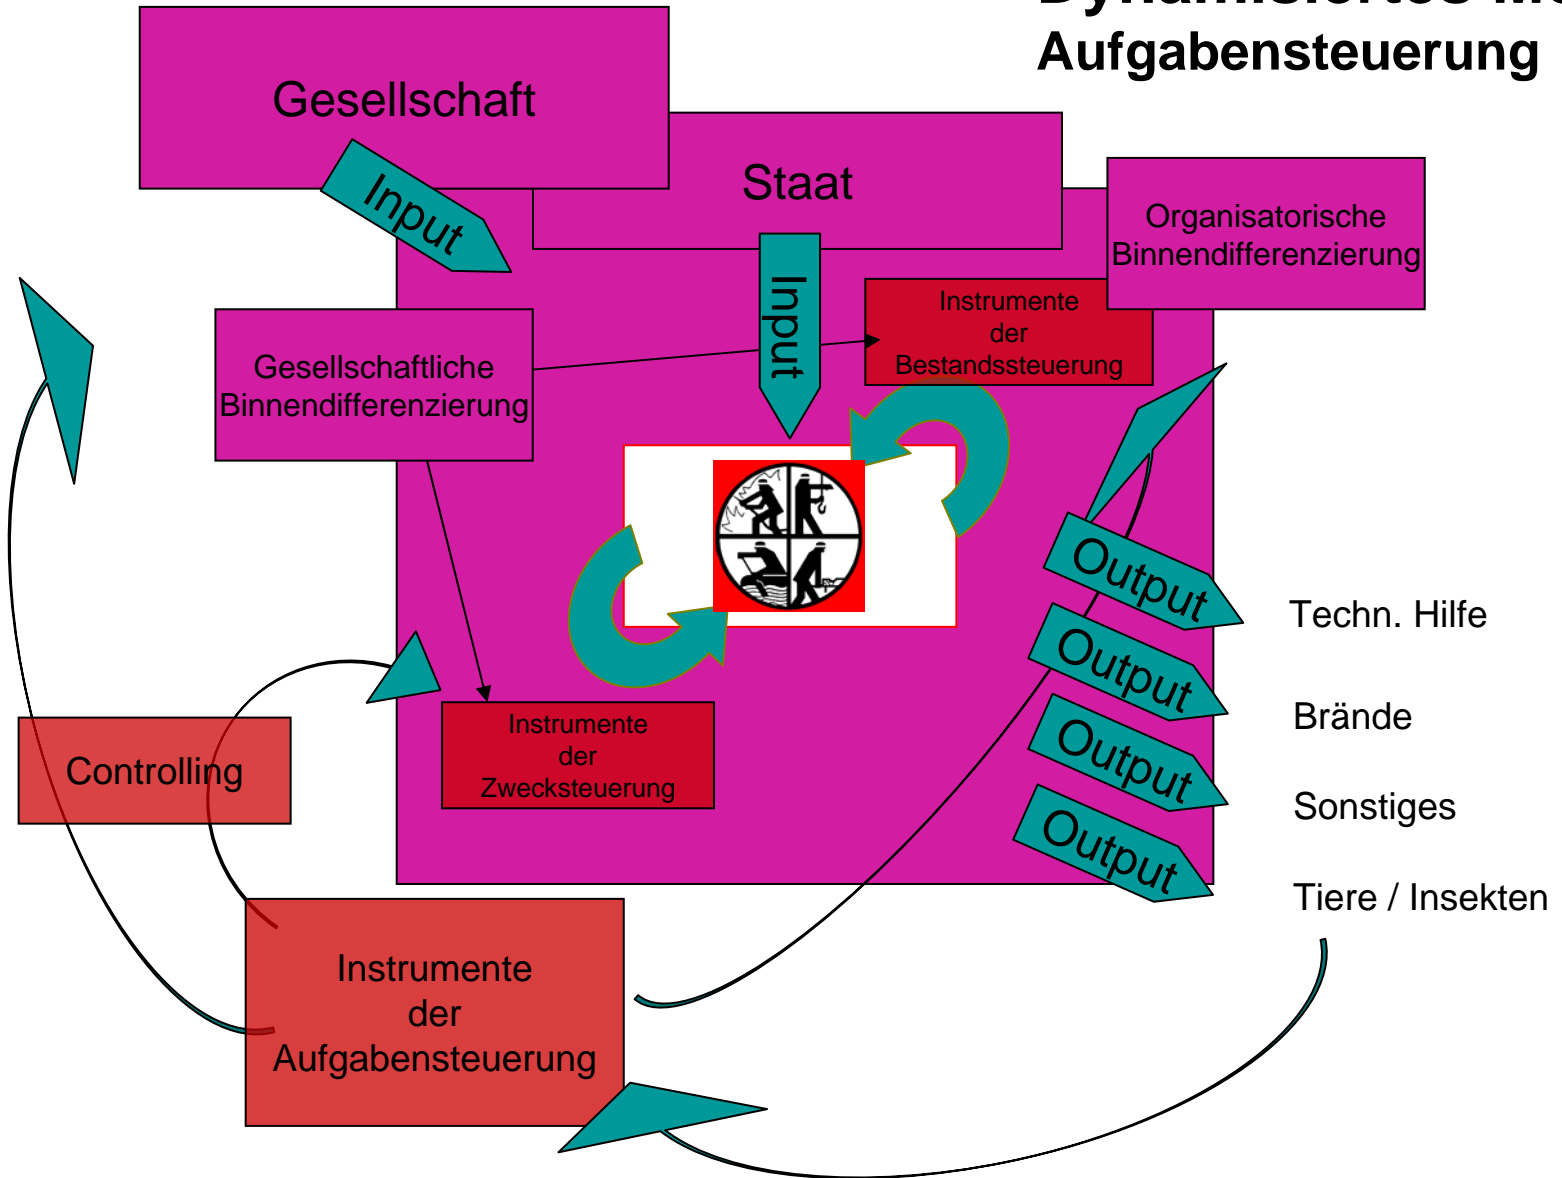 Dynamisiertes
Aufgabensteuerung
Gesellschaft
Staat
Input
Organisatorische
Binnendifferenzierung
Input
Instrumente
der
Bestandssteuerung
Gesellschaftliche
Binnendifferenzierung
Output
Techn. Hilfe
Output
Brände
Instrumente
der
Zwecksteuerung
Output
Controlling
Sonstiges
Output
Tiere / Insekten
Instrumente
der
Aufgabensteuerung